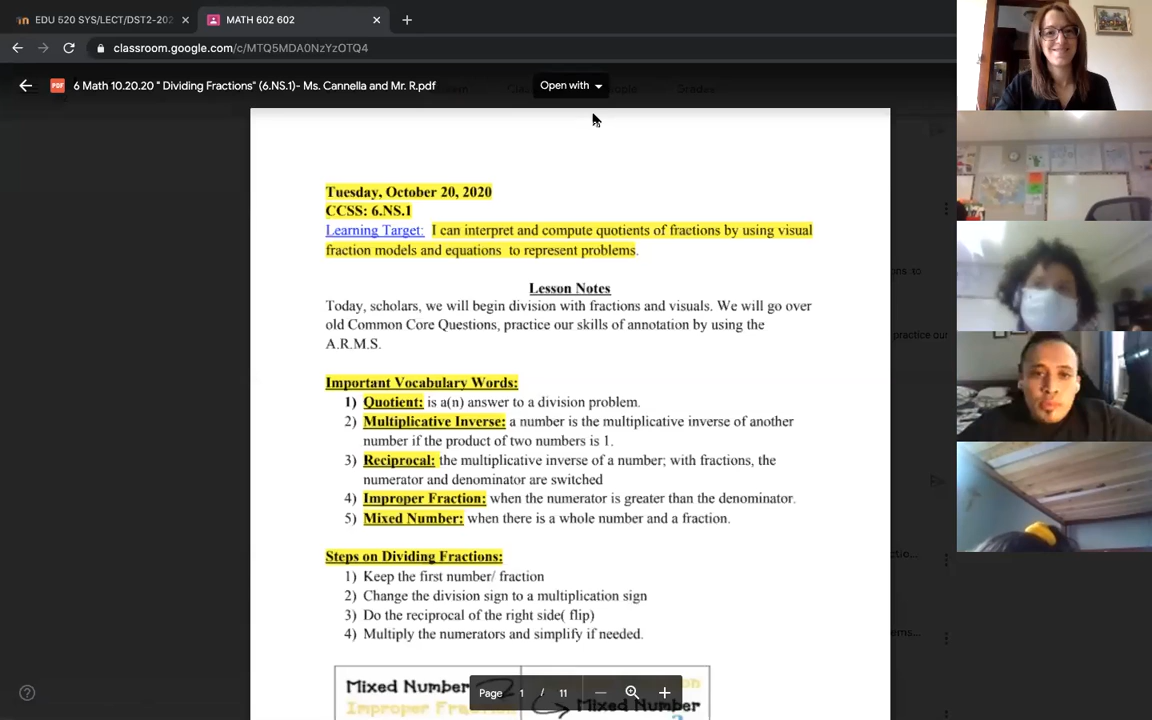 EDU 520 SYS/LECT/DST2-202
MATH 602 602
classroom.google.com/c/MTQ5MDA0NzYzOTQ4
6 Math 10.20.20 " Dividing Fractions" (6.NS.1)- Ms. Cannella and Mr. R.pdf
Open with
Tuesday, October 20, 2020
CCSS: 6.NS.1
Learning Target: I can interpret and compute quotients of fractions by using visual
fraction models and equations to represent problems.
Lesson Notes
Today, scholars, we will begin division with fractions and visuals. We will go over
old Common Core Questions, practice our skills of annotation by using the
A.R.M.S.
Important Vocabulary Words:
1) Quotient: is a(n) answer to a division problem.
2) Multiplicative Inverse: a number is the multiplicative inverse of another
number if the product of two numbers is 1.
3) Reciprocal: the multiplicative inverse of a number; with fractions, the
numerator and denominator are switched
4) Improper Fraction: when the numerator is greater than the denominator.
5) Mixed Number: when there is a whole number and a fraction.
Steps on Dividing Fractions:
1) Keep the first number/ fraction
2) Change the division sign to a multiplication sign
3) Do the reciprocal of the right side( flip)
4) Multiply the numerators and simplify if needed.
Mixed Number
Mixed Number
Page 1 / 11
practice our